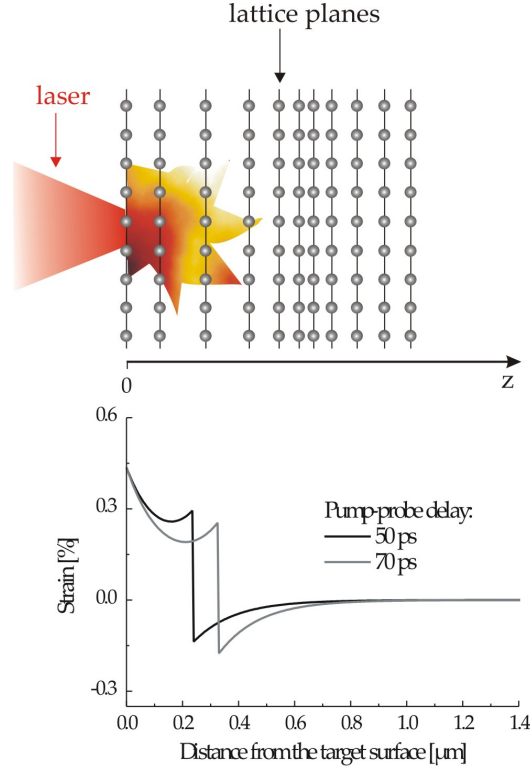 lattice planes
laser
0
z
0.6
0.3
0.0
-0.3
Strain [%]
Pump-probe delay:
50 ps
70 ps
0.0 0.2 0.4 0.6 0.8 1.0 1.2 1.4
Distance from the target surface [µm]